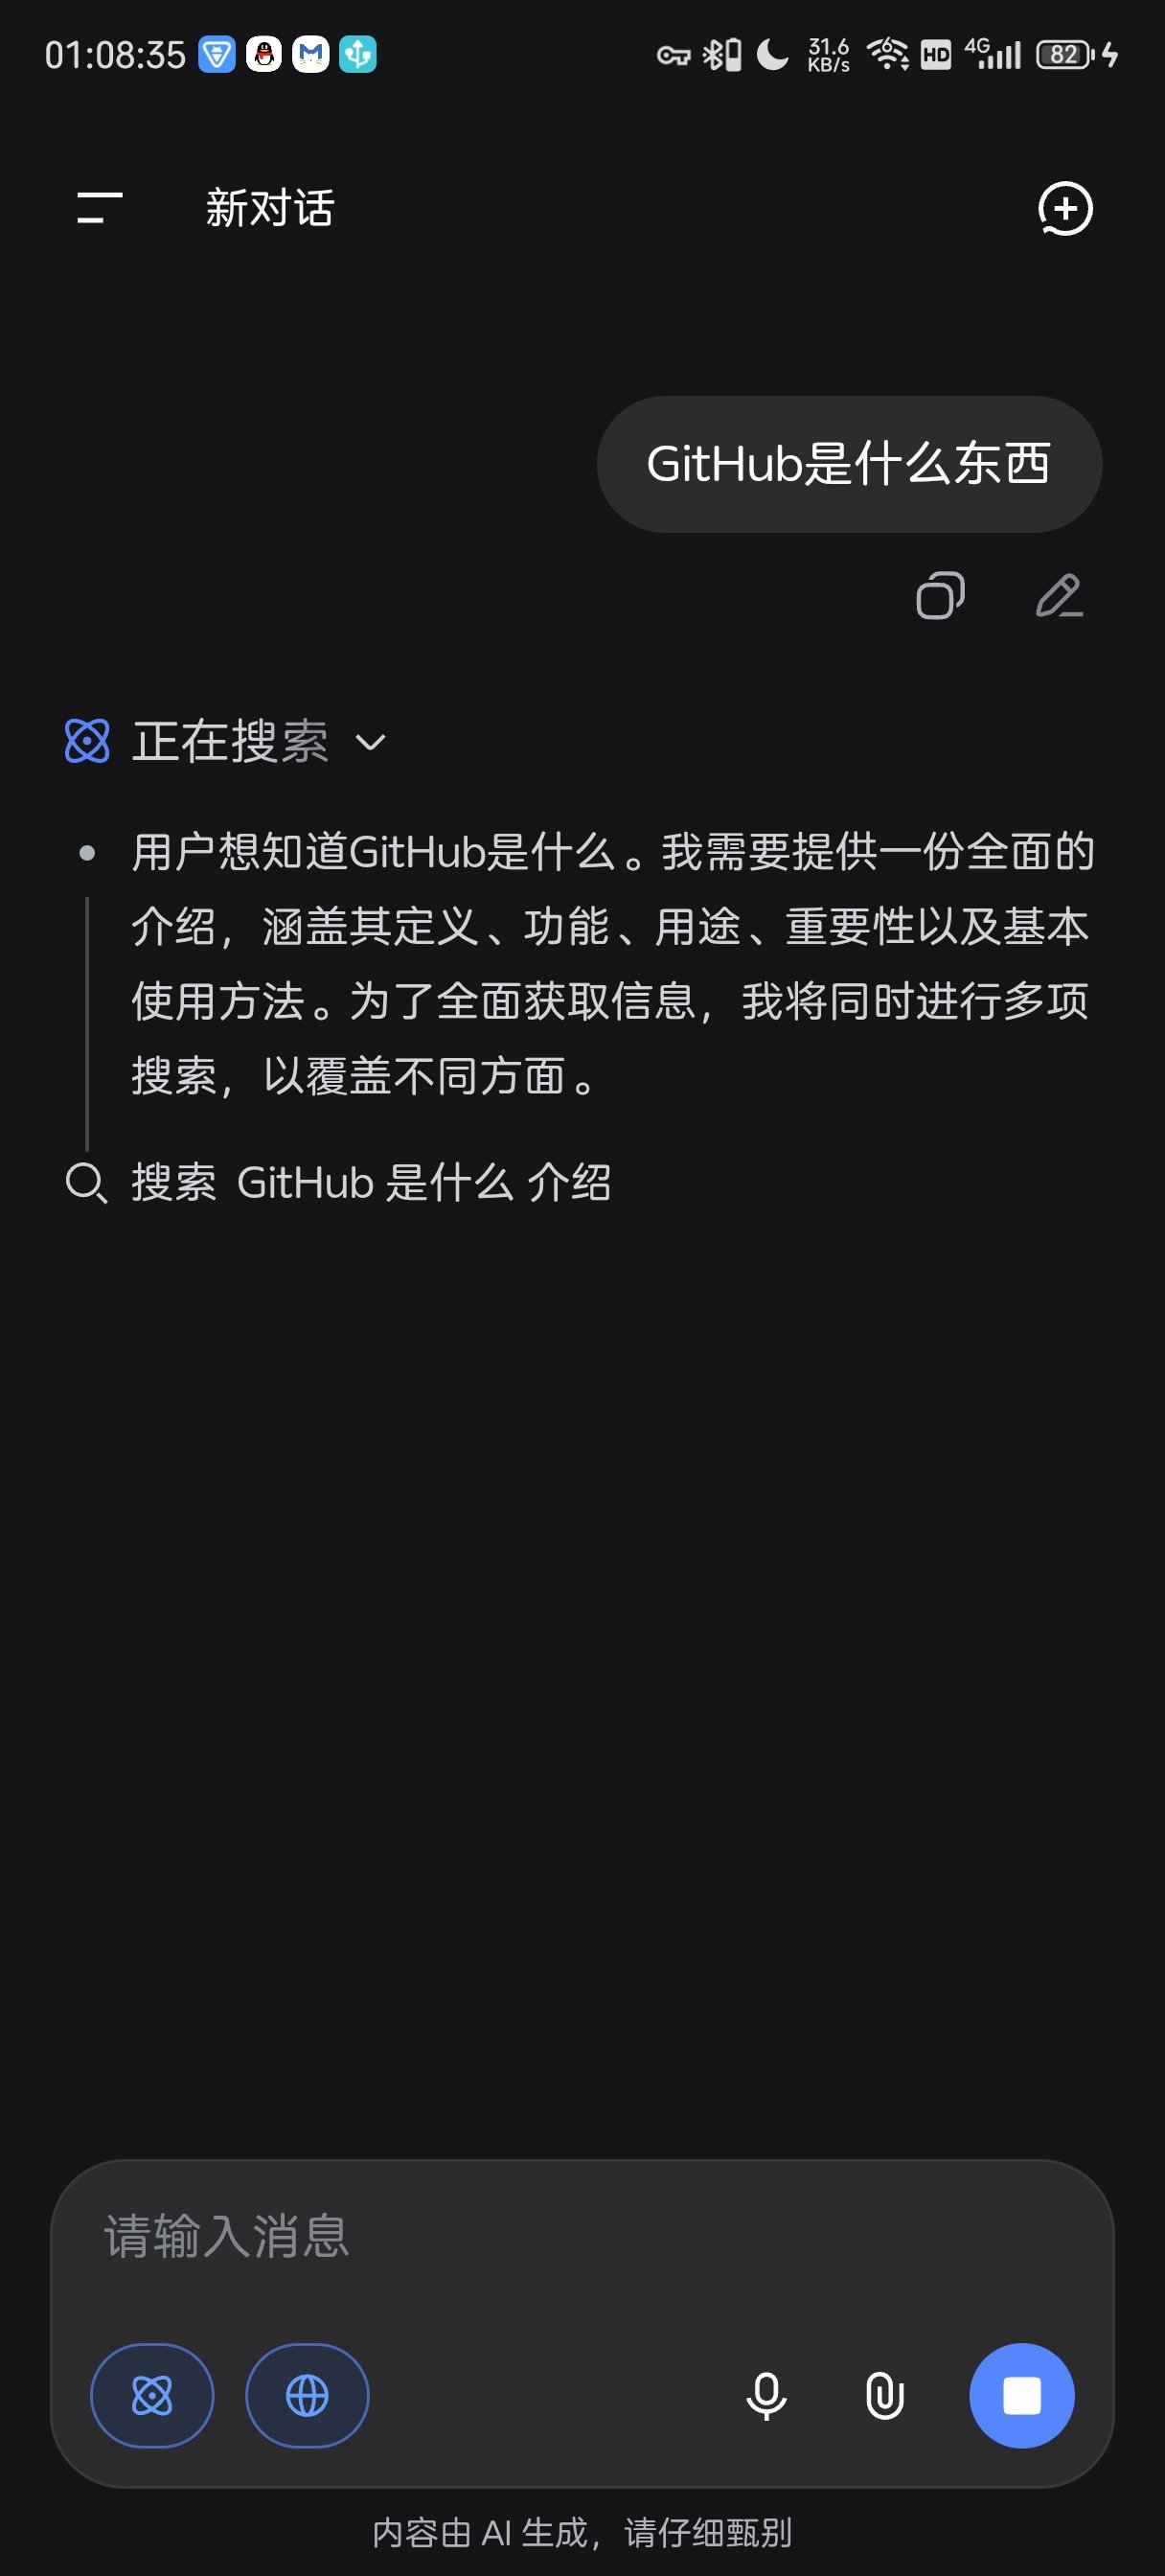 01:08:35
31.6
KB/s
6
HD
4G
82
新对话
GitHub是什么东西
正在搜索
用户想知道GitHub是什么。我需要提供一份全面的
介绍，涵盖其定义、功能、用途、重要性以及基本
使用方法。为了全面获取信息，我将同时进行多项
搜索，以覆盖不同方面。
搜索 GitHub 是什么 介绍
请输入消息
内容由 AI 生成，请仔细甄别